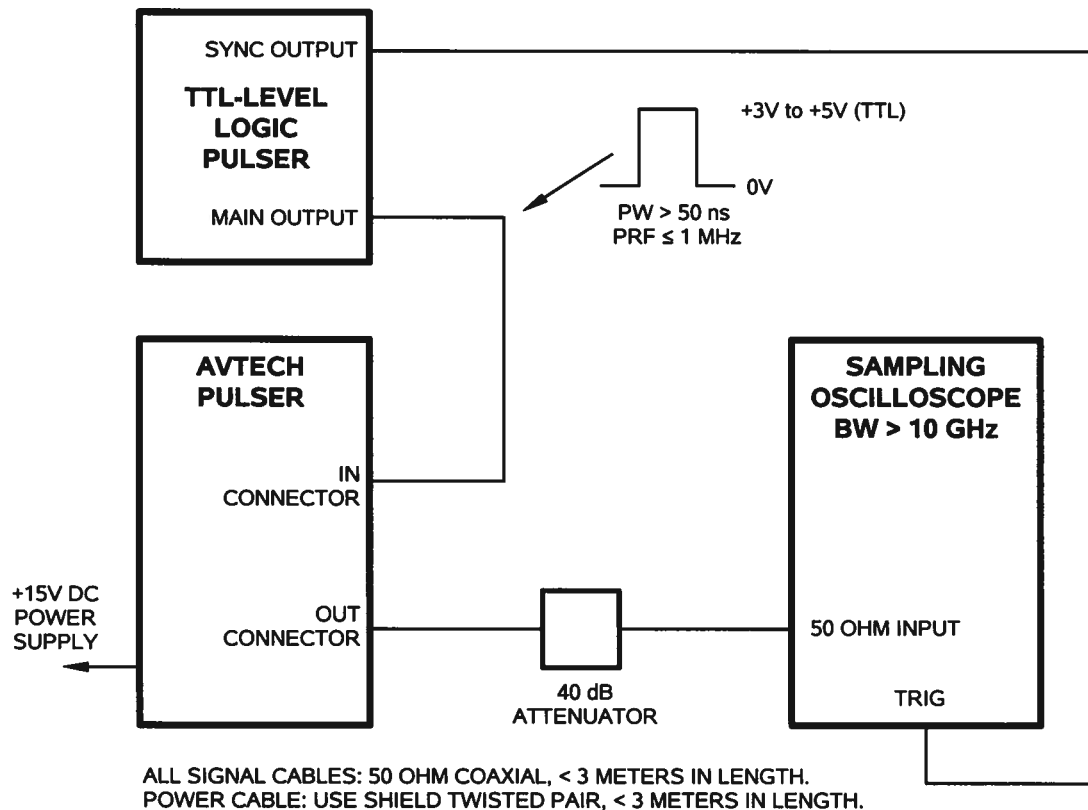 SYNC OUTPUT
TTL-LEVEL
LOGIC
PULSER
MAIN OUTPUT
+3V to +5V (TTL)
0V
PW > 50 ns
PRF ≤ 1 MHz
AVTECH
PULSER
IN
CONNECTOR
OUT
CONNECTOR
+15V DC
POWER
SUPPLY
40 dB
ATTENUATOR
SAMPLING
OSCILLOSCOPE
BW > 10 GHz
50 OHM INPUT
TRIG
ALL SIGNAL CABLES: 50 OHM COAXIAL, < 3 METERS IN LENGTH.
POWER CABLE: USE SHIELD TWISTED PAIR, < 3 METERS IN LENGTH.